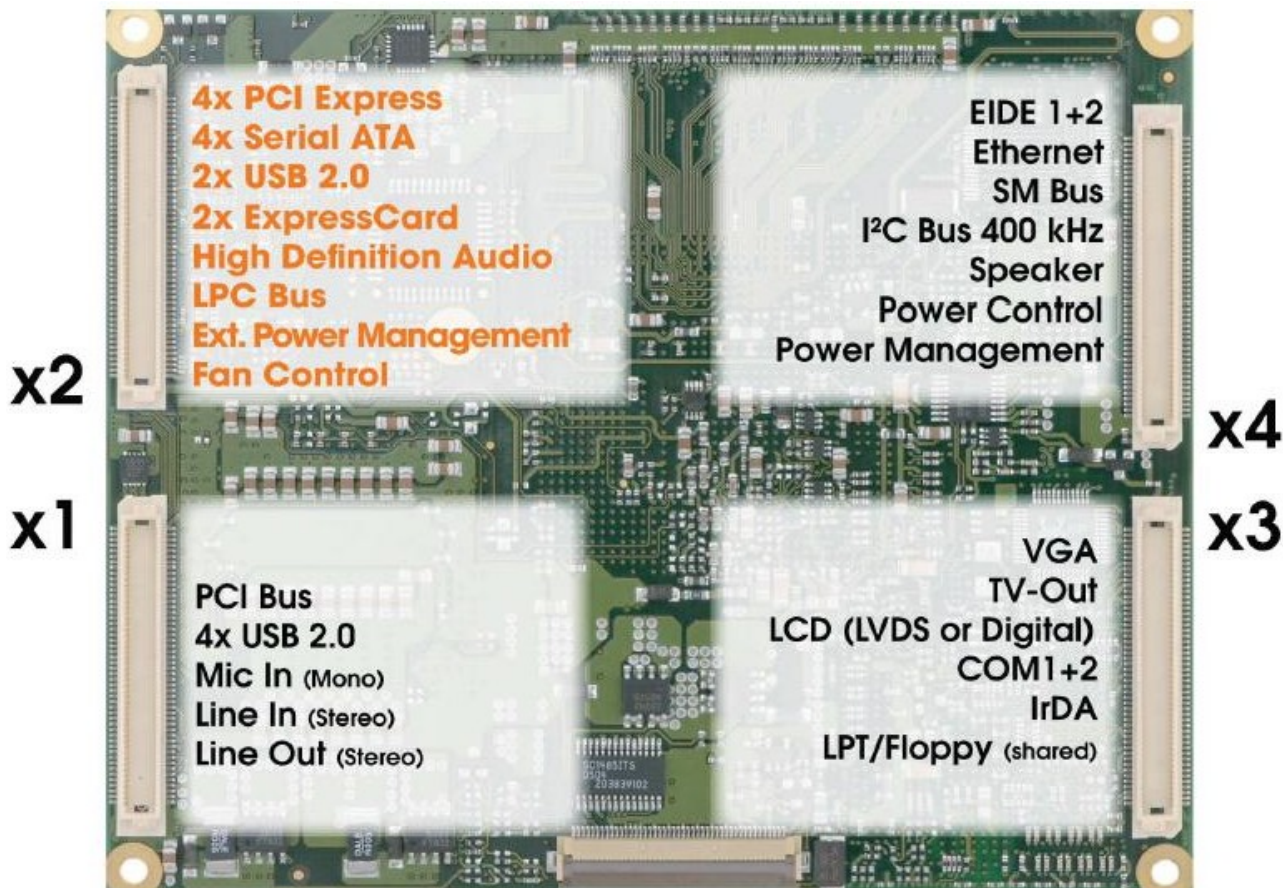 4x PCI Express
4x Serial ATA
2x USB 2.0
2x ExpressCard
High Definition Audio
LPC Bus
Ext. Power Management
Fan Control
x2
EIDE 1+2
Ethernet
SM Bus
I²C Bus 400 kHz
Speaker
Power Control
Power Management
x4
x1
PCI Bus
4x USB 2.0
Mic In (Mono)
Line In (Stereo)
Line Out (Stereo)
x3
VGA
TV-Out
LCD (LVDS or Digital)
COM1+2
IrDA
LPT/Floppy (shared)
SC1485ITS
0504
203839102